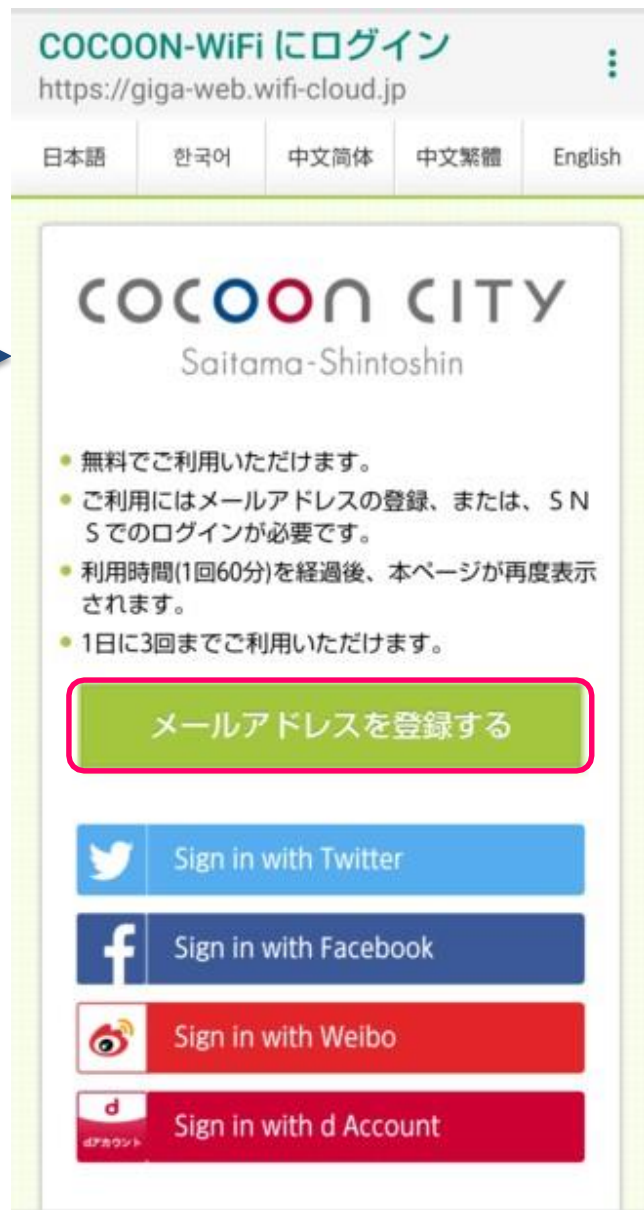 COCOON-WiFi にログイン
https://giga-web.wifi-cloud.jp
日本語 한국어 中文简体 中文繁體 English
COCOON CITY
Saitama-Shintoshin
無料でご利用いただけます。
ご利用にはメールアドレスの登録、または、ＳＮ
Ｓでのログインが必要です。
利用時間(1回60分)を経過後、本ページが再度表示
されます。
1日に3回までご利用いただけます。
メールアドレスを登録する
Sign in with Twitter
Sign in with Facebook
Sign in with Weibo
d
dアカウント
Sign in with d Account